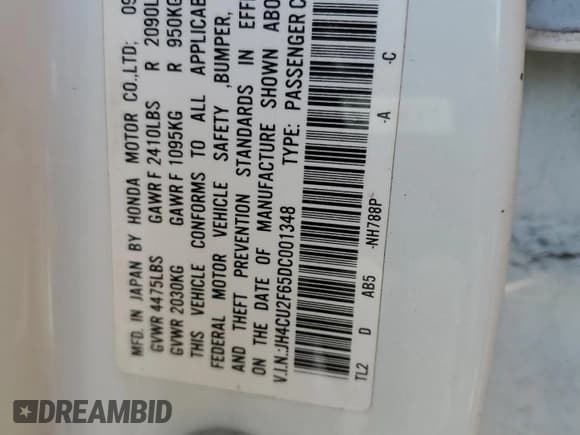 MFD. IN JAPAN BY HONDA MOTOR CO.,LTD; 09
GVWR 4475LBS GAWR F 2410LBS R 2090L
GVWR 2030KG GAWR F 1095KG R 950KG
THIS VEHICLE CONFORMS TO ALL APPLICAB
FEDERAL MOTOR VEHICLE SAFETY ,BUMPER,
AND THEFT PREVENTION STANDARDS IN EFFE
ON THE DATE OF MANUFACTURE SHOWN ABO
V.I.N.:JH4CU2F65DC001348 TYPE: PASSENGER C
TL2 D AB5 -NH788P -A -C
DREAMBID